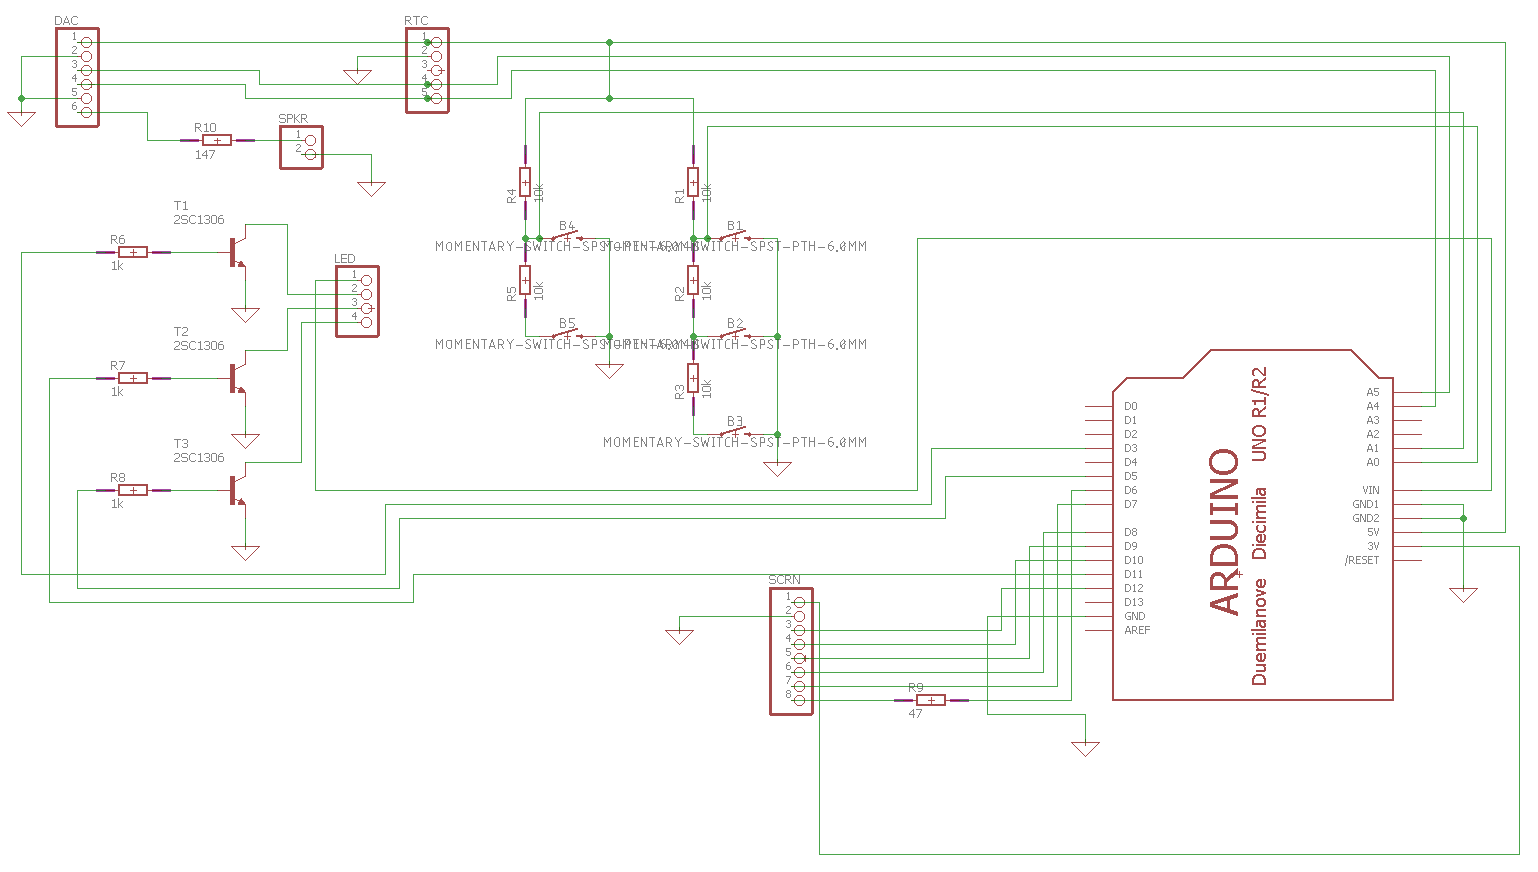 DAC
1
2
3
4
5
6
RTC
1
2
3
4
5
R10
147
SPKR
1
2
T1
2SC1306
R6
1k
T2
2SC1306
R7
1k
T3
2SC1306
R8
1k
LED
1
2
3
4
R4
10k
R1
10k
B4
MOMENTARY-SWITCH-SPST-PTH-6.0MM
B1
MOMENTARY-SWITCH-SPST-PTH-6.0MM
R5
10k
R2
10k
B5
MOMENTARY-SWITCH-SPST-PTH-6.0MM
B2
MOMENTARY-SWITCH-SPST-PTH-6.0MM
R3
10k
B3
MOMENTARY-SWITCH-SPST-PTH-6.0MM
D0
D1
D2
D3
D4
D5
D6
D7
D8
D9
D10
D11
D12
D13
GND
AREF
ARDUINO
Duemilanove Diecimila UNO R1/R2
A5
A4
A3
A2
A1
A0
VIN
GND1
GND2
5V
3V
/RESET
SCRN
1
2
3
4
5
6
7
8
R9
47